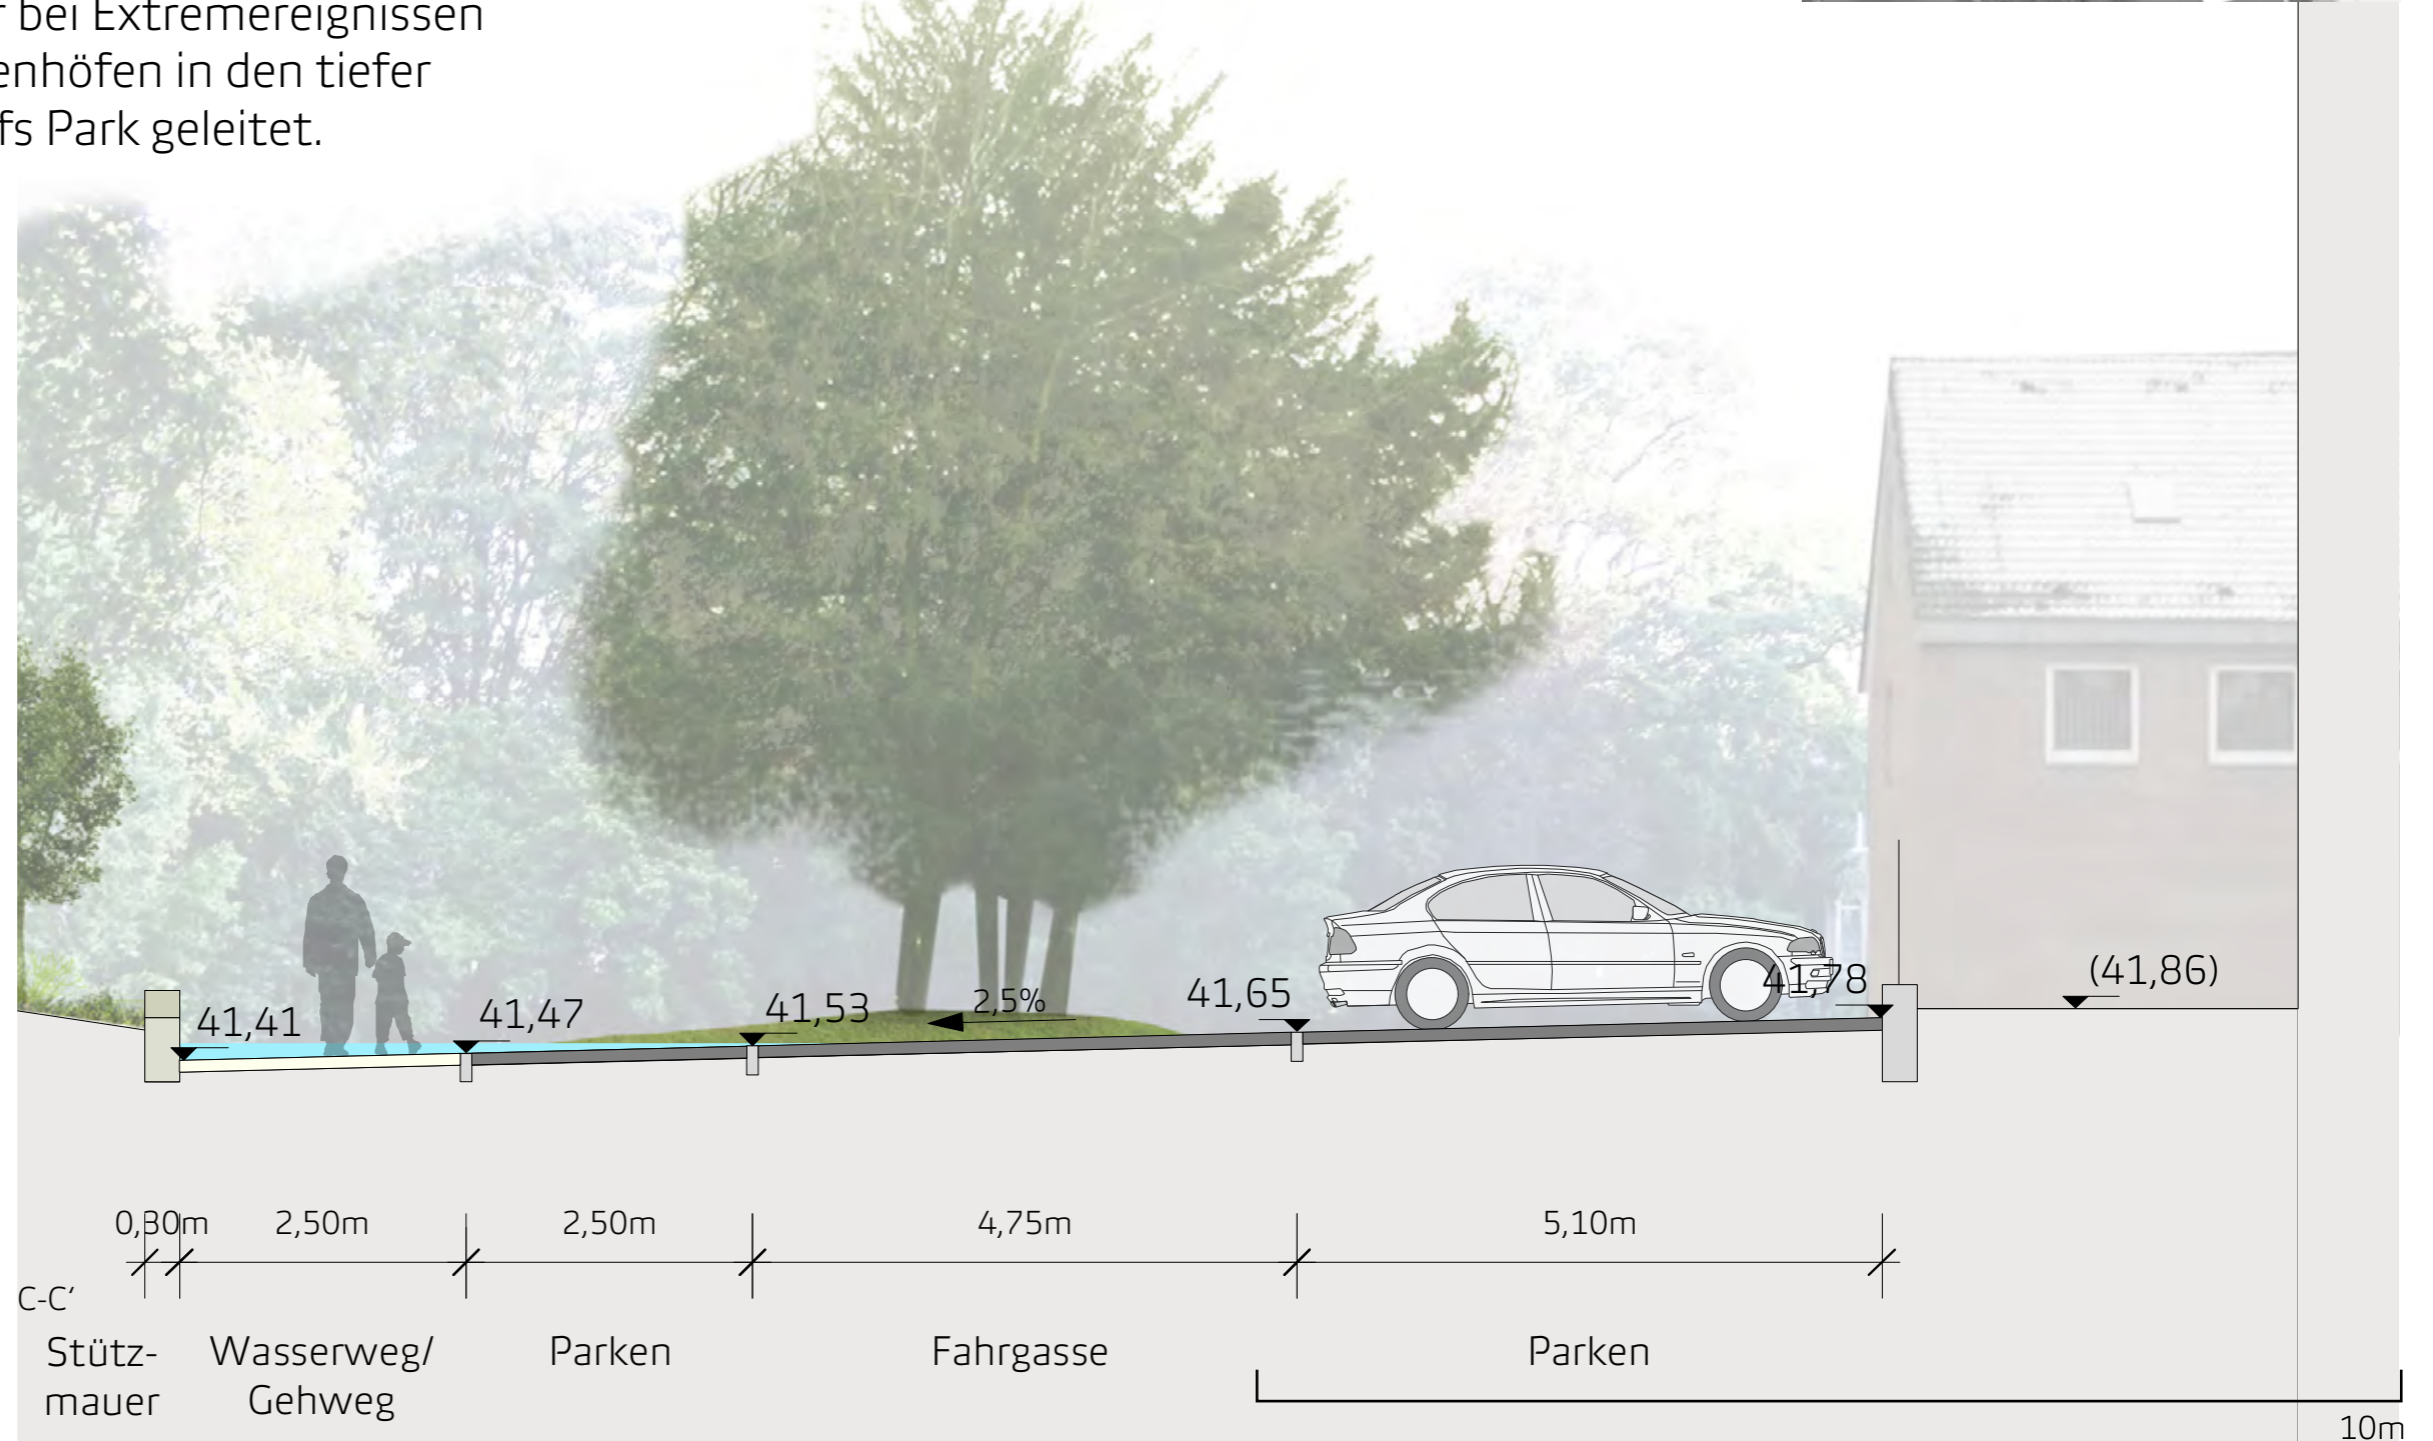 bei Extremereignissen
in den tiefer
Park geleitet.
41,41
41,47
41,53
2,5%
41,65
41,78
(41,86)
0,30m
2,50m
2,50m
4,75m
5,10m
C-C′
Stütz-
mauer
Wasserweg/
Gehweg
Parken
Fahrgasse
Parken
10m